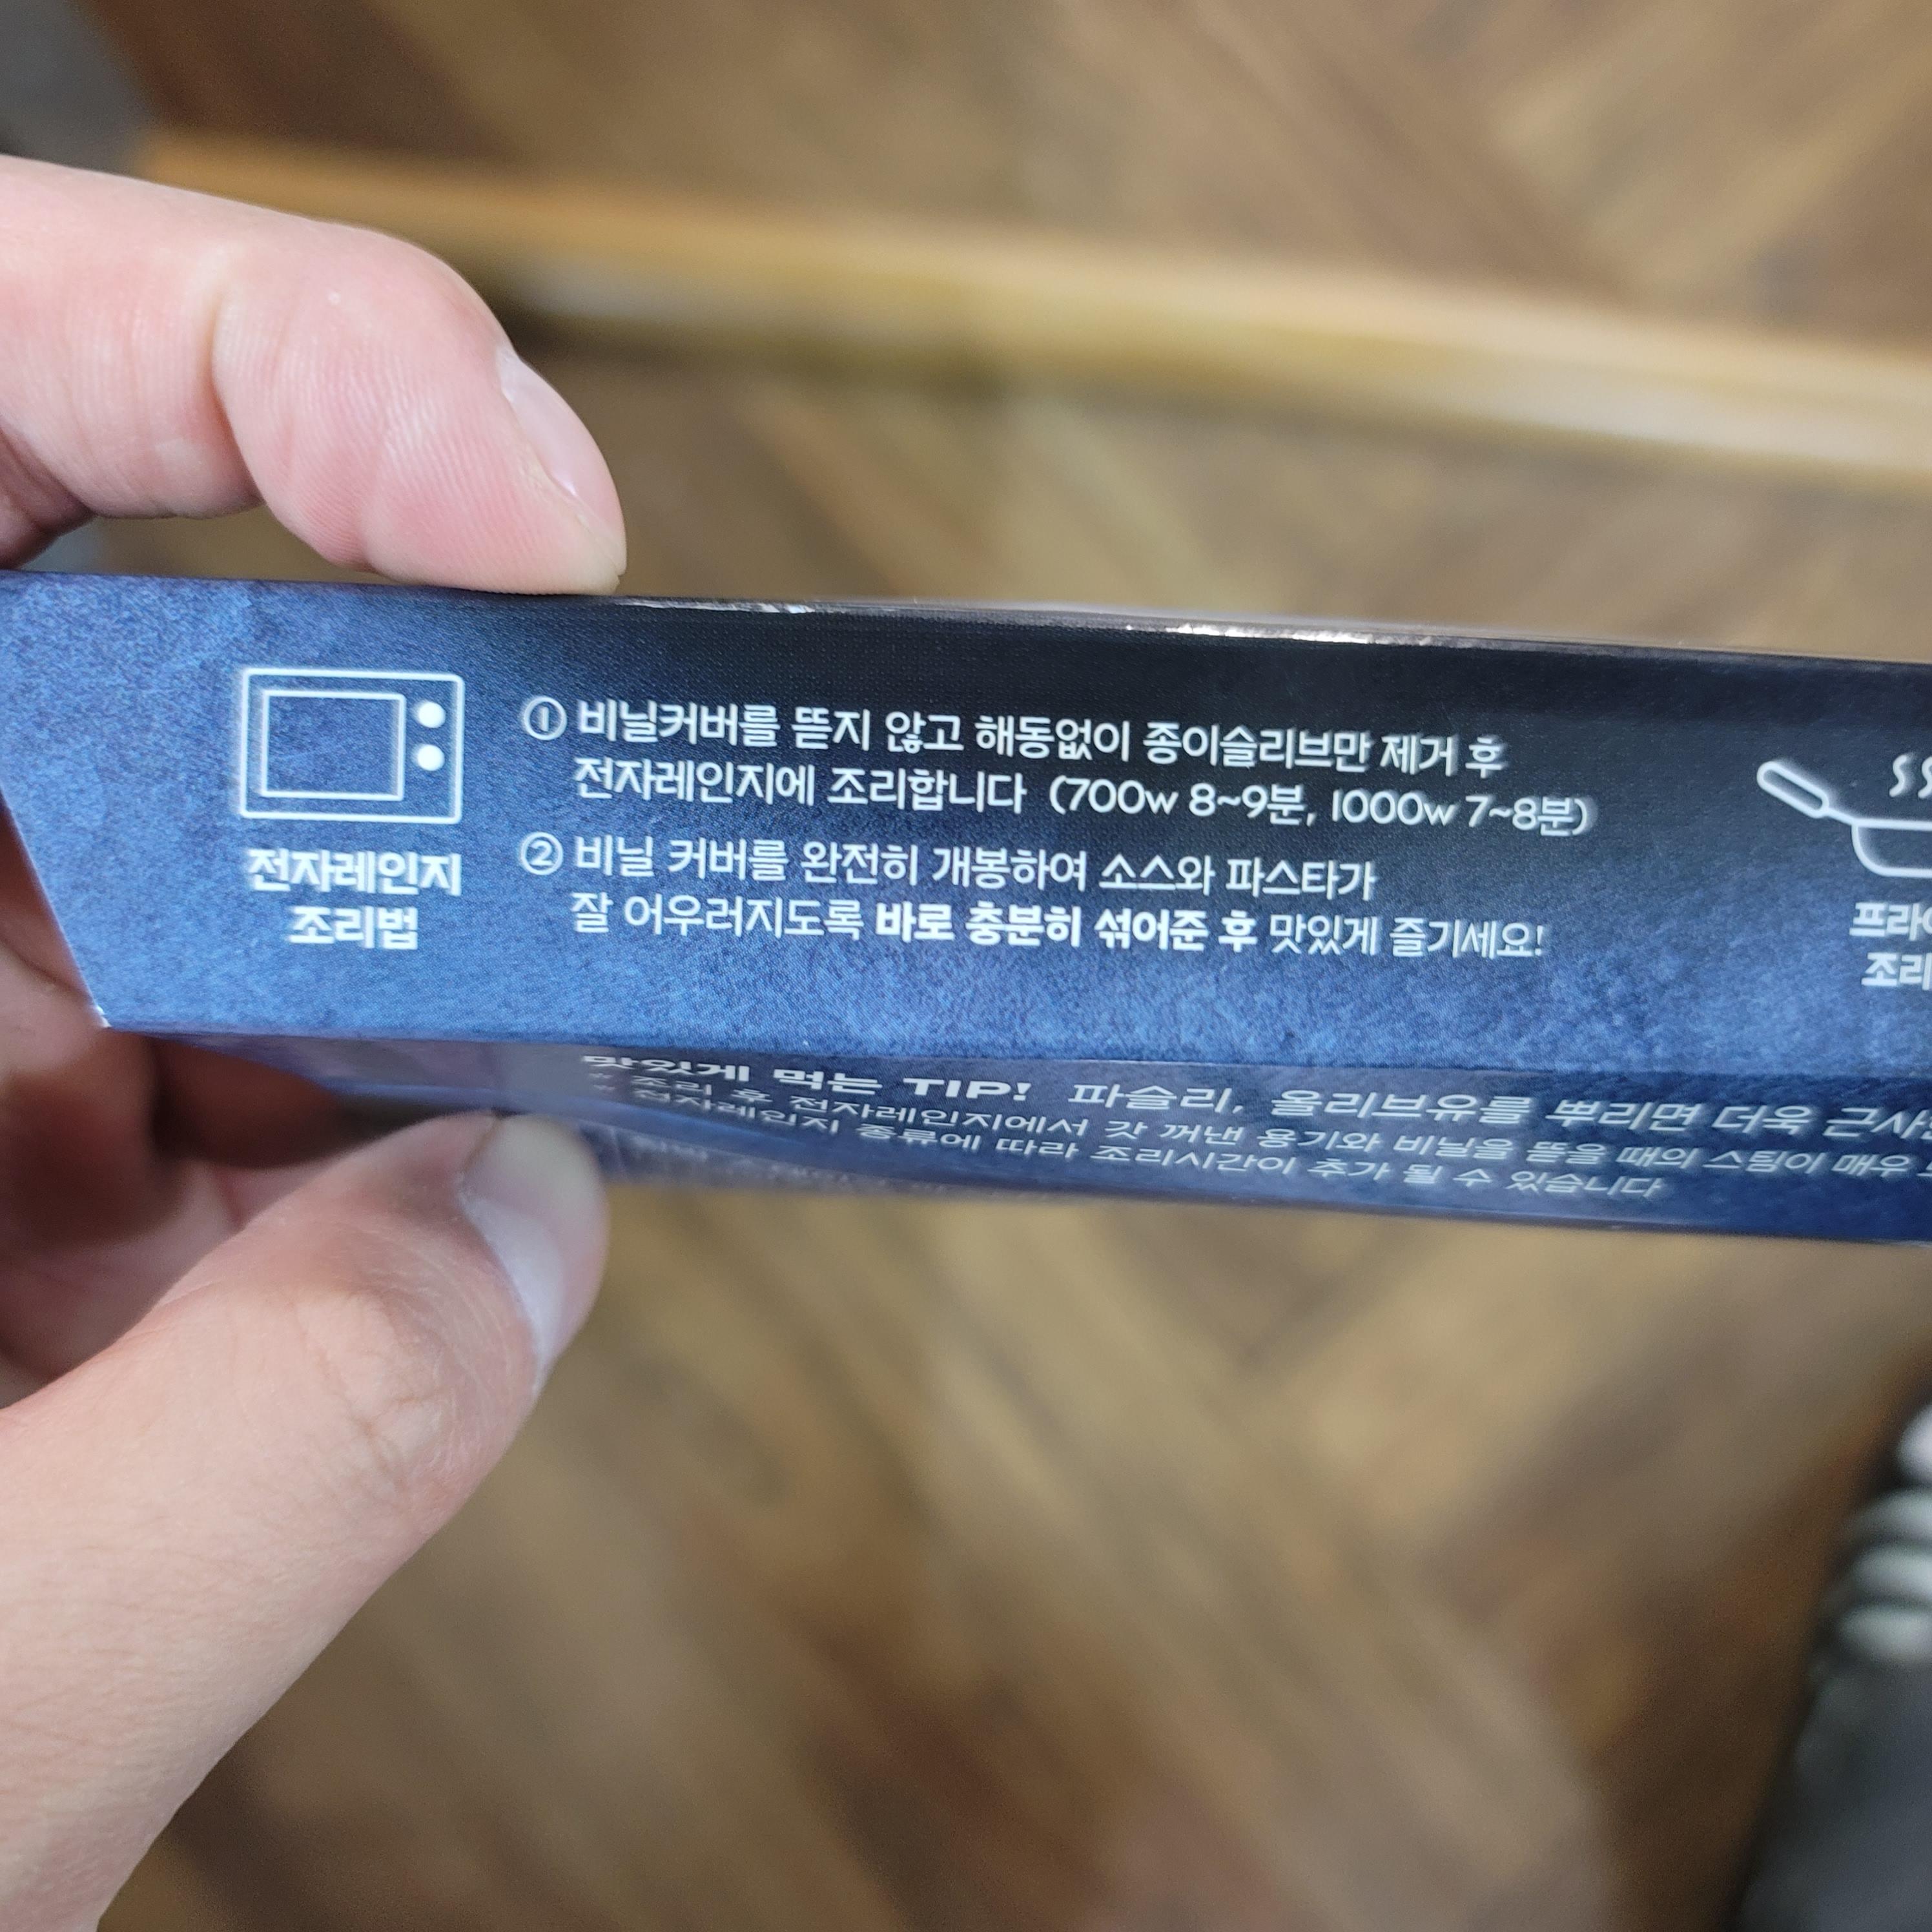 전자레인지
조리법
① 비닐커버를 뜯지 않고 해동없이 종이슬리브만 제거 후
전자레인지에 조리합니다 (700w 8~9분, 1000w 7~8분)
② 비닐 커버를 완전히 개봉하여 소스와 파스타가
잘 어우러지도록 바로 충분히 섞어준 후 맛있게 즐기세요!
맛있게 먹는 TIP! 파슬리, 올리브유를 뿌리면 더욱
조리 후 전자레인지에서 갓 꺼낸 용기와 비닐을 뜯을 때의 스팀이 매우
전자레인지 종류에 따라 조리시간이 추가 될 수 있습니다